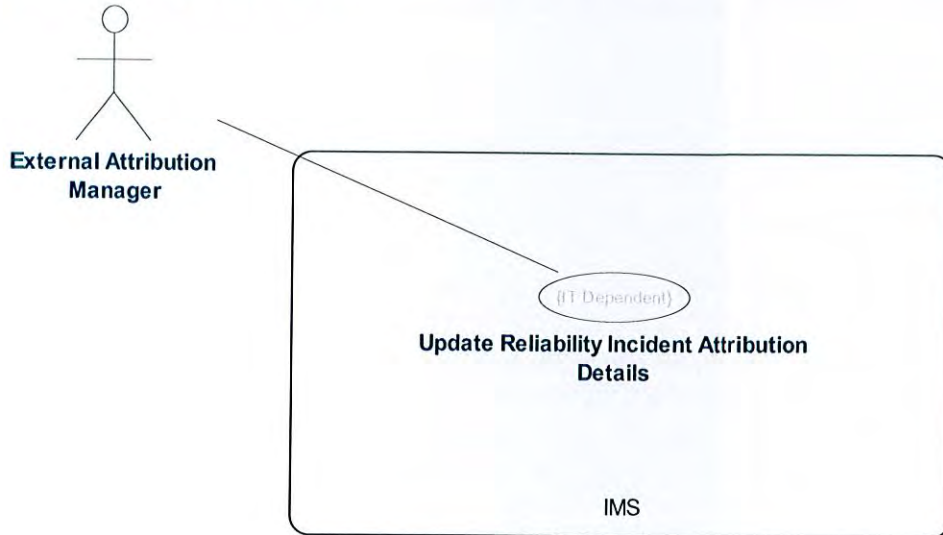 External Attribution
Manager
{IT Dependent}
Update Reliability Incident Attribution
Details
IMS